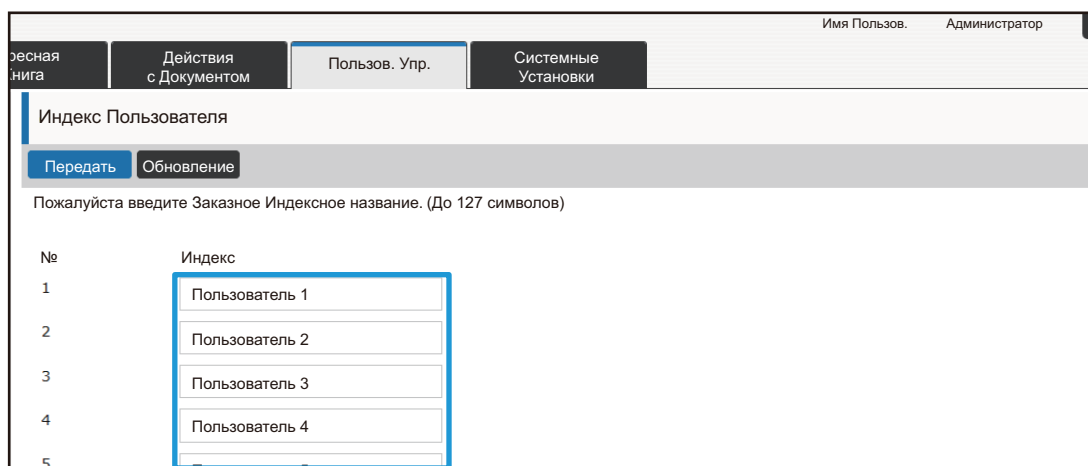 Имя Пользов. Администратор
Действия с Документом
Пользов. Упр.
Системные Установки
Индекс Пользователя
Передать Обновление
Пожалуйста введите Заказное Индексное название. (До 127 символов)
№ Индекс
1 Пользователь 1
2 Пользователь 2
3 Пользователь 3
4 Пользователь 4
5